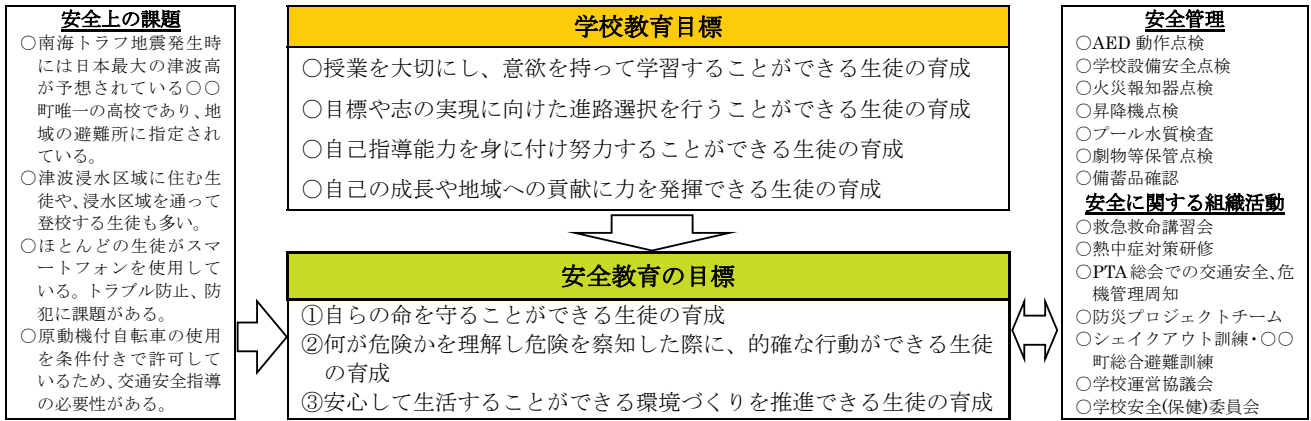 安全上の課題
○南海トラフ地震発生時
には日本最大の津波高
が予想されている○○
町唯一の高校であり、地
域の避難所に指定され
ている。
○津波浸水区域に住む生
徒や、浸水区域を通って
登校する生徒も多い。
○ほとんどの生徒がスマ
ートフォンを使用して
いる。トラブル防止、防
犯に課題がある。
○原動機付自転車の使用
を条件付きで許可して
いるため、交通安全指導
の必要性がある。
学校教育目標
○授業を大切にし、意欲を持って学習することができる生徒の育成
○目標や志の実現に向けた進路選択を行うことができる生徒の育成
○自己指導能力を身に付け努力することができる生徒の育成
○自己の成長や地域への貢献に力を発揮できる生徒の育成
安全教育の目標
①自らの命を守ることができる生徒の育成
②何が危険かを理解し危険を察知した際に、的確な行動ができる生徒
の育成
③安心して生活することができる環境づくりを推進できる生徒の育成
安全管理
○AED 動作点検
○学校設備安全点検
○火災報知器点検
○昇降機点検
○プール水質検査
○劇物等保管点検
○備蓄品確認
安全に関する組織活動
○救急救命講習会
○熱中症対策研修
○PTA 総会での交通安全、危
機管理周知
○防災プロジェクトチーム
○シェイクアウト訓練・○○
町総合避難訓練
○学校運営協議会
○学校安全(保健)委員会